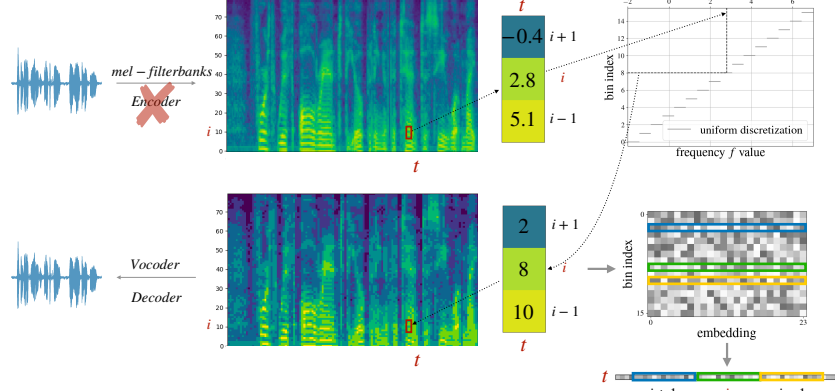 mel − filterbanks
Encoder
70
60
50
40
30
20
10
0
i
t
t
−0.4
i + 1
2.8
i
5.1
i − 1
bin index
14
12
10
8
6
4
2
0
−2
0
2
4
6
uniform discretization
frequency f value
Vocoder
Decoder
70
60
50
40
30
20
10
0
i
t
2
i + 1
8
i
10
i − 1
t
bin index
0
15
0
23
embedding
t